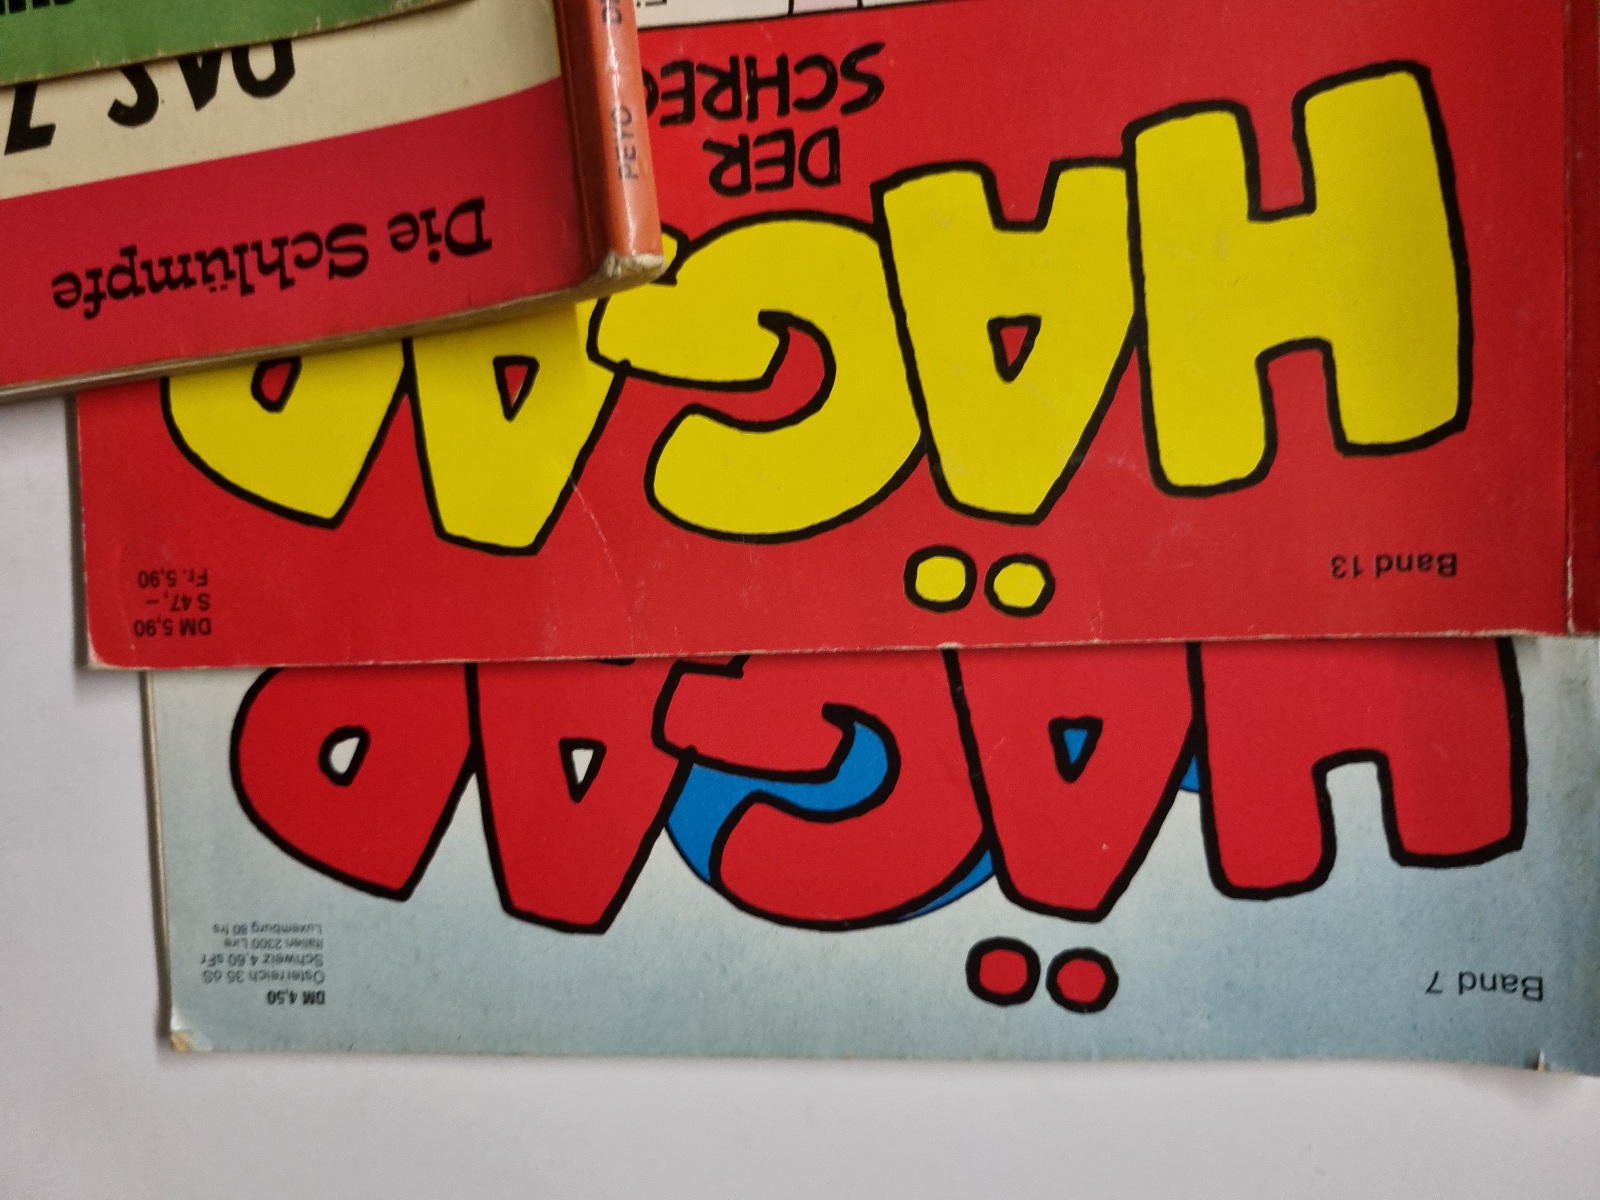 Band 7
DM 4,50
Österreich 35 öS
Schweiz 4,60 sFr
Italien 2300 Lire
Luxemburg 80 frs
HÄGAR
Band 13
DM 5,90
S 47,–
Fr. 5,90
HÄGAR
DER
SCHREC
Die Schlümpfe
DAS
PEYO